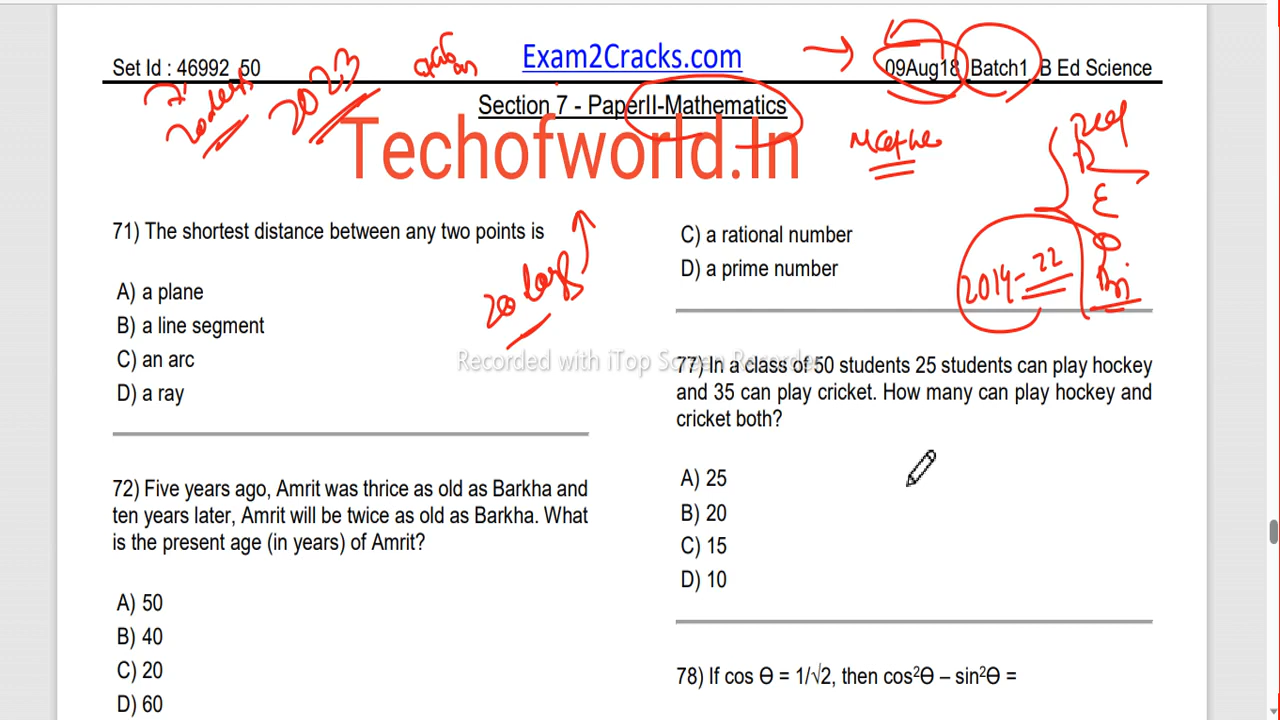 Set Id : 46992_50
Exam2Cracks.com
09Aug18_Batch1_B Ed Science
2023
Section 7 - PaperII-Mathematics
Techofworld.In
71) The shortest distance between any two points is
A) a plane
B) a line segment
C) an arc
D) a ray
72) Five years ago, Amrit was thrice as old as Barkha and
ten years later, Amrit will be twice as old as Barkha. What
is the present age (in years) of Amrit?
A) 50
B) 40
C) 20
D) 60
C) a rational number
D) a prime number
2014-22
Recorded with iTop Screen Recorder
77) In a class of 50 students 25 students can play hockey
and 35 can play cricket. How many can play hockey and
cricket both?
A) 25
B) 20
C) 15
D) 10
78) If cos Ɵ = 1/√2, then cos²Ɵ – sin²Ɵ =